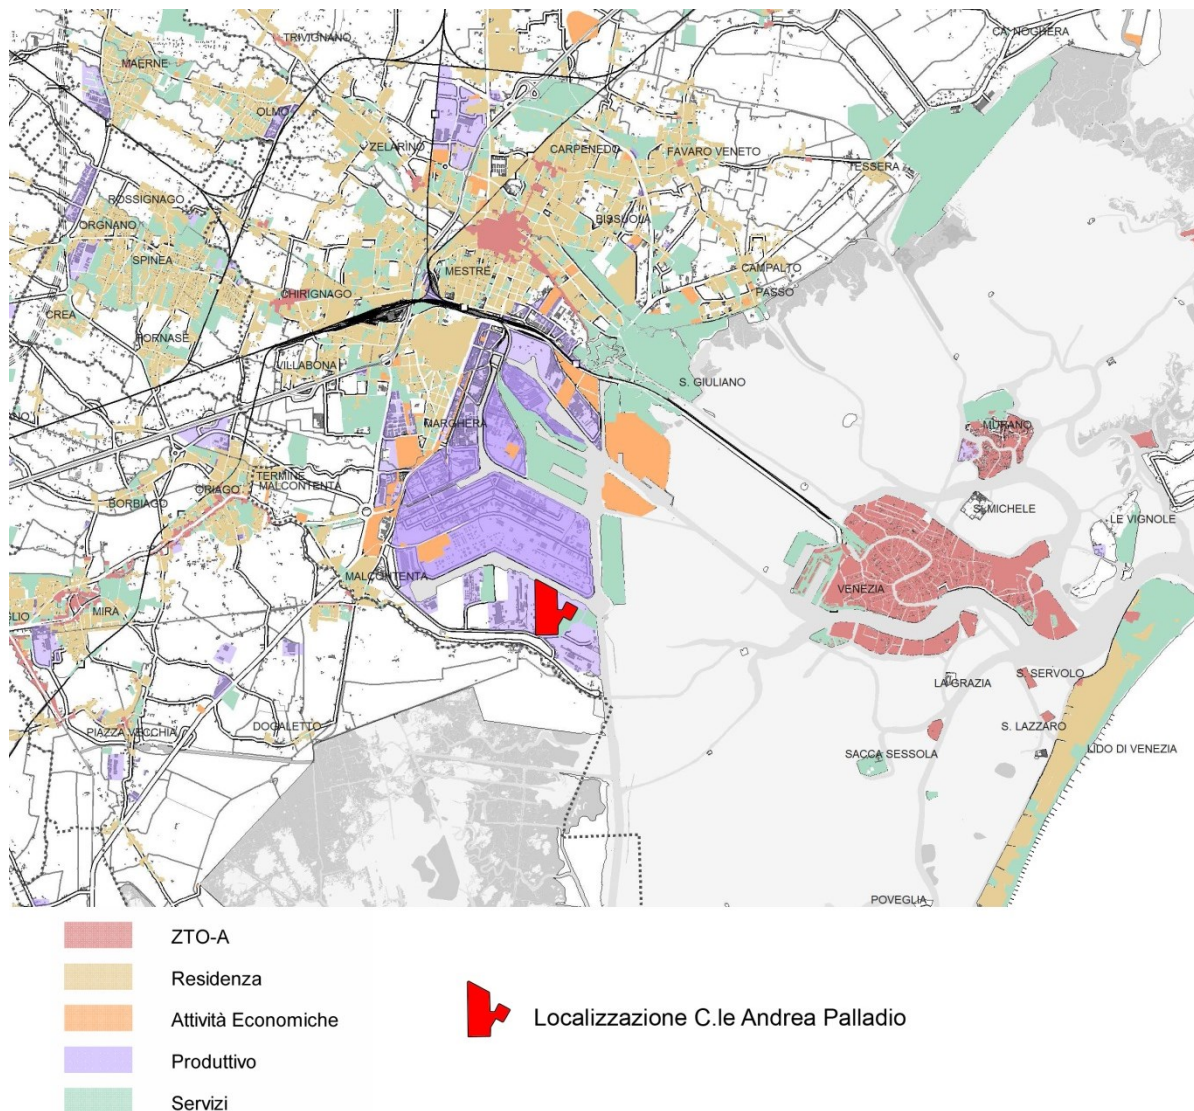 TRIVIGNANO
CA' NOGHERA
MAERNE
OLMO
ZELARINO
CARPENEDO
FAVARO VENETO
TESSERA
ROSSIGNAGO
ORGNANO
BISSUOLA
SPINEA
MESTRE
CAMPALTO
CHIRIGNAGO
PASSO
CREA
FORNASE
VILLABONA
S. GIULIANO
MARGHERA
MURANO
TERMINE
ORIAGO
MALCONTENTA
BORBIAGO
S. MICHELE
LE VIGNOLE
MALCONTENTA
VENEZIA
MIRA
LA GRAZIA
S. SERVOLO
DOGALETTO
PIAZZA VECCHIA
S. LAZZARO
SACCA SESSOLA
LIDO DI VENEZIA
POVEGLIA
ZTO-A
Residenza
Attività Economiche
Localizzazione C.le Andrea Palladio
Produttivo
Servizi